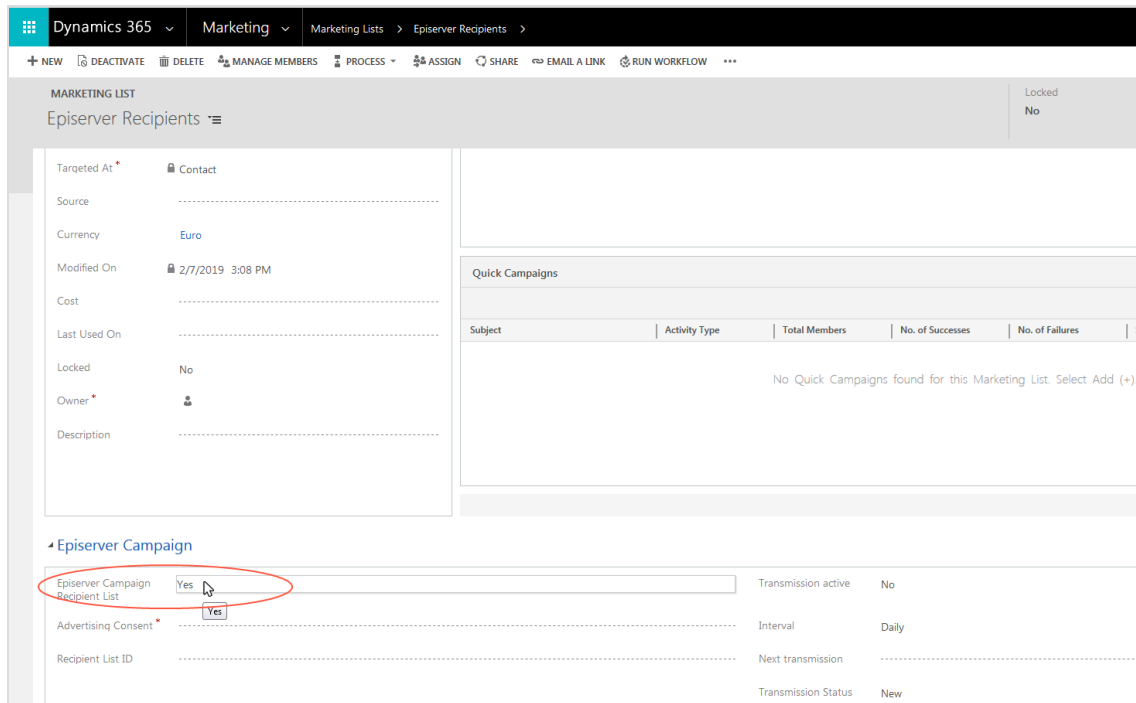 Dynamics 365 Marketing Marketing Lists > Episerver Recipients >
+ NEW DEACTIVATE DELETE MANAGE MEMBERS PROCESS ASSIGN SHARE EMAIL A LINK RUN WORKFLOW •••
MARKETING LIST
Episerver Recipients
Locked
No
Targeted At * Contact
Source
Currency Euro
Modified On 2/7/2019 3:08 PM
Cost
Last Used On
Locked No
Owner *
Description
Quick Campaigns
Subject Activity Type Total Members No. of Successes No. of Failures
No Quick Campaigns found for this Marketing List. Select Add (+).
Episerver Campaign
Episerver Campaign Recipient List Yes
Yes
Advertising Consent *
Recipient List ID
Transmission active No
Interval Daily
Next transmission
Transmission Status New